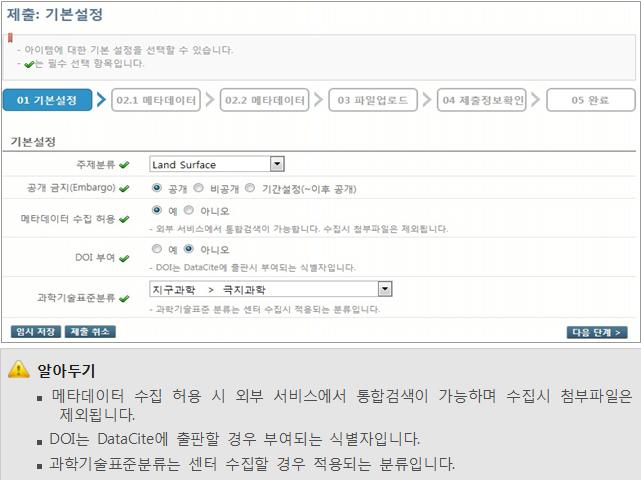 제출: 기본설정
- 아이템에 대한 기본 설정을 선택할 수 있습니다.
- 는 필수 선택 항목입니다.
01 기본설정 02.1 메타데이터 02.2 메타데이터 03 파일업로드 04 제출정보확인 05 완료
기본설정
주제분류 Land Surface
공개 금지(Embargo) 공개 비공개 기간설정(~이후 공개)
메타데이터 수집 허용 예 아니오
- 외부 서비스에서 통합검색이 가능합니다. 수집시 첨부파일은 제외됩니다.
DOI 부여 예 아니오
- DOI는 DataCite에 출판시 부여되는 식별자입니다.
과학기술표준분류 지구과학 > 극지과학
- 과학기술표준 분류는 센터 수집시 적용되는 분류입니다.
임시 저장 제출 취소 다음 단계 >
알아두기
■ 메타데이터 수집 허용 시 외부 서비스에서 통합검색이 가능하며 수집시 첨부파일은
제외됩니다.
■ DOI는 DataCite에 출판할 경우 부여되는 식별자입니다.
■ 과학기술표준분류는 센터 수집할 경우 적용되는 분류입니다.